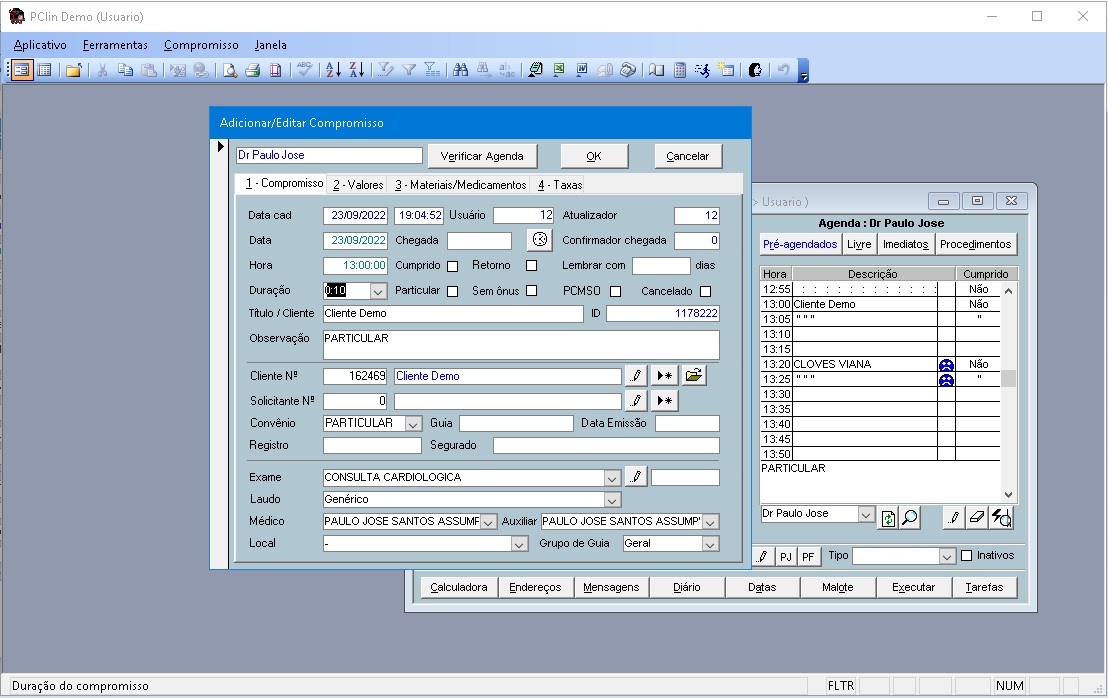 PClin Demo (Usuario)
Aplicativo Ferramentas Compromisso Janela
Adicionar/Editar Compromisso
Dr Paulo Jose Verificar Agenda OK Cancelar
1 - Compromisso 2 - Valores 3 - Materiais/Medicamentos 4 - Taxas
Data cad 23/09/2022 19:04:52 Usuário 12 Atualizador 12
Data 23/09/2022 Chegada Confirmador chegada 0
Hora 13:00:00 Cumprido Retorno Lembrar com dias
Duração 0:10 Particular Sem ônus PCMSO Cancelado
Título / Cliente Cliente Demo ID 1178222
Observação PARTICULAR
Cliente Nº 162469 Cliente Demo
Solicitante Nº 0
Convênio PARTICULAR Guia Data Emissão
Registro Segurado
Exame CONSULTA CARDIOLOGICA
Laudo Genérico
Médico PAULO JOSE SANTOS ASSUMP Auxiliar PAULO JOSE SANTOS ASSUMP
Local - Grupo de Guia Geral
> Usuario )
Agenda : Dr Paulo Jose
Pré-agendados Livre Imediatos Procedimentos
Hora Descrição Cumprido
12:55 : : : : : : : : : : : : Não
13:00 Cliente Demo Não
13:05 " " " "
13:10
13:15
13:20 CLOVES VIANA Não
13:25 " " " "
13:30
13:35
13:40
13:45
13:50
PARTICULAR
Dr Paulo Jose
PJ PF Tipo Inativos
Calculadora Endereços Mensagens Diário Datas Malote Executar Tarefas
Duração do compromisso FLTR NUM